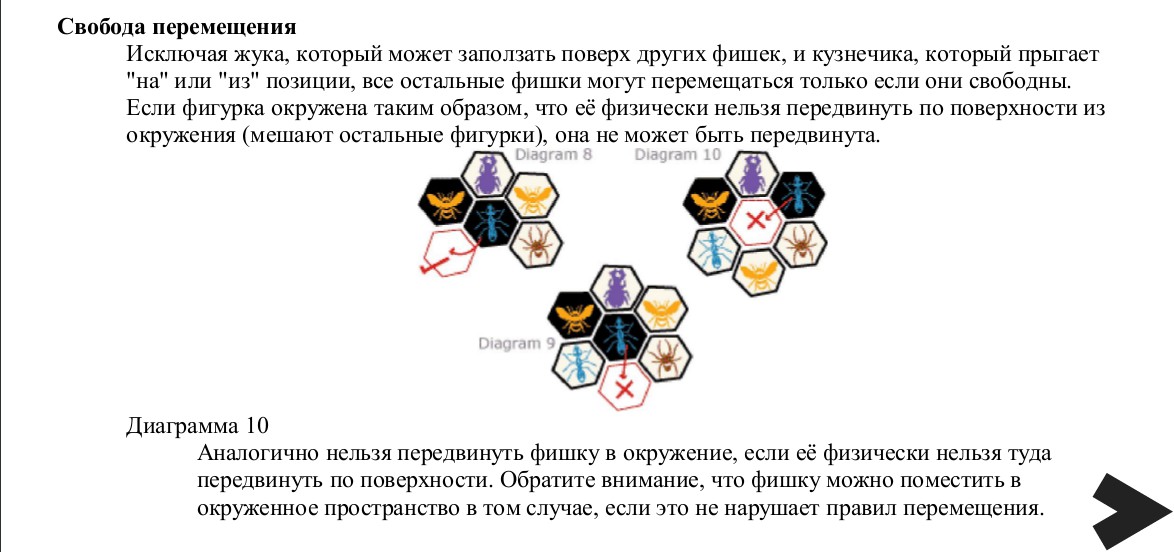 Свобода перемещения
Исключая жука, который может заползать поверх других фишек, и кузнечика, который прыгает
"на" или "из" позиции, все остальные фишки могут перемещаться только если они свободны.
Если фигурка окружена таким образом, что её физически нельзя передвинуть по поверхности из
окружения (мешают остальные фигурки), она не может быть передвинута.
Diagram 8
Diagram 10
Diagram 9
Диаграмма 10
Аналогично нельзя передвинуть фишку в окружение, если её физически нельзя туда
передвинуть по поверхности. Обратите внимание, что фишку можно поместить в
окруженное пространство в том случае, если это не нарушает правил перемещения.